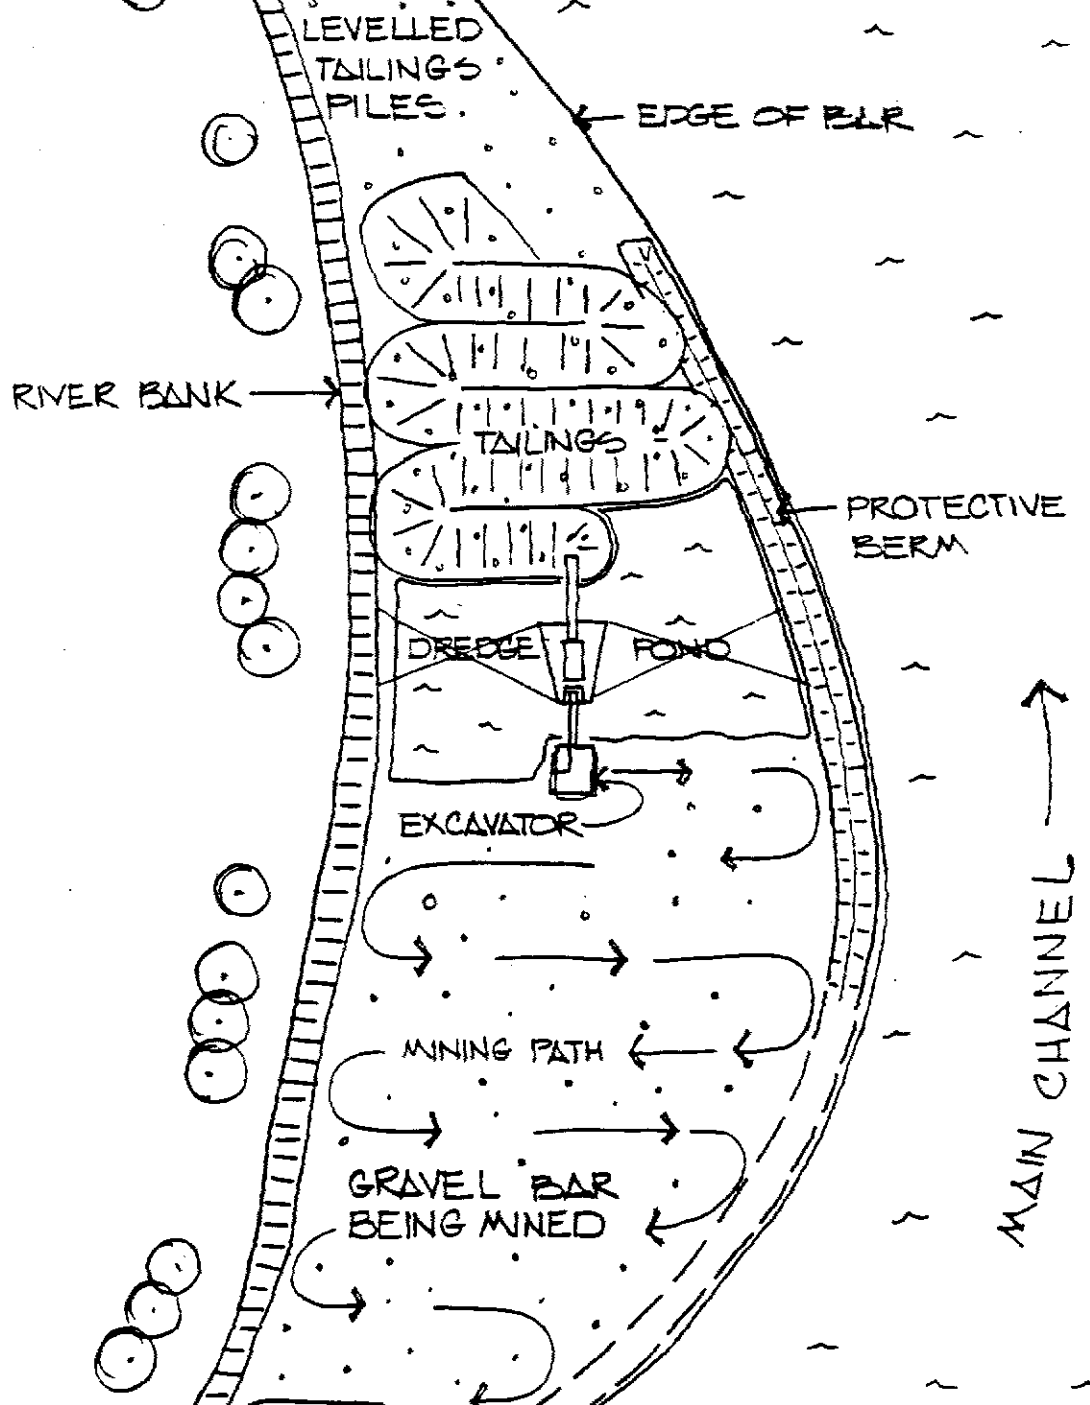 LEVELLED
TAILINGS
PILES.
EDGE OF BAR
RIVER BANK
TAILINGS
PROTECTIVE
BERM
DREDGE POND
EXCAVATOR
MINING PATH
GRAVEL BAR
BEING MINED
MAIN CHANNEL